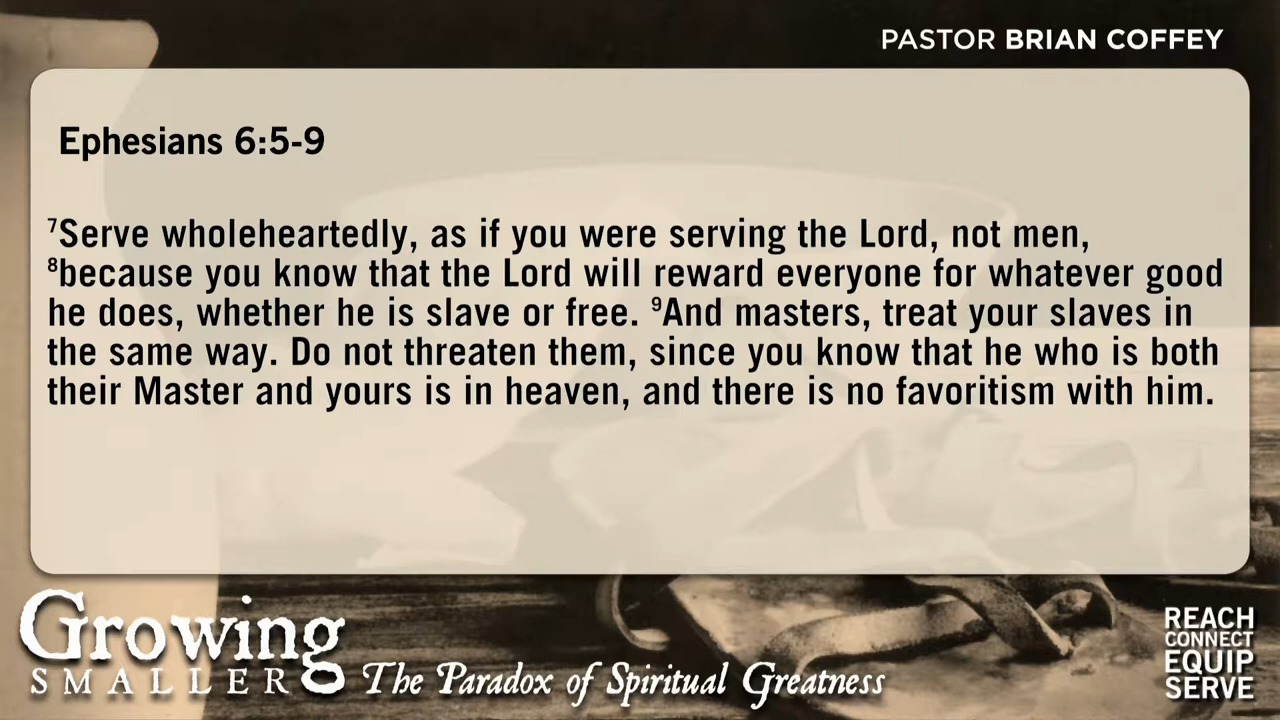 PASTOR BRIAN COFFEY
Ephesians 6:5-9
⁷Serve wholeheartedly, as if you were serving the Lord, not men,
⁸because you know that the Lord will reward everyone for whatever good
he does, whether he is slave or free. ⁹And masters, treat your slaves in
the same way. Do not threaten them, since you know that he who is both
their Master and yours is in heaven, and there is no favoritism with him.
Growing
SMALLER The Paradox of Spiritual Greatness
REACH
CONNECT
EQUIP
SERVE